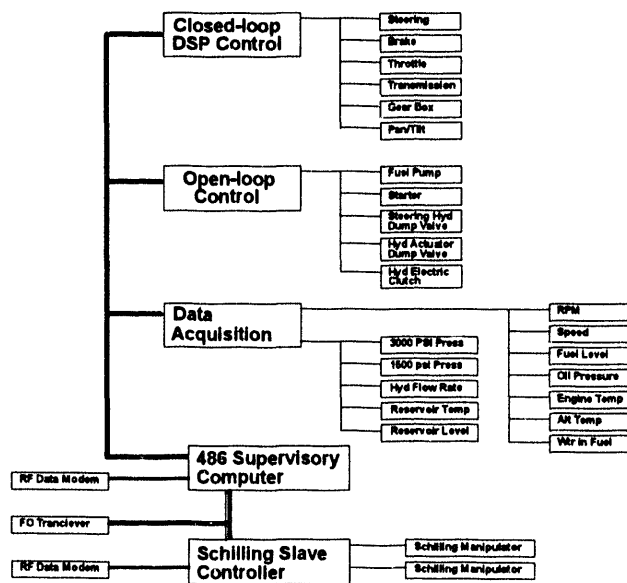 Closed-loop
DSP Control
Steering
Brake
Throttle
Transmission
Gear Box
Pan/Tilt
Open-loop
Control
Fuel Pump
Starter
Steering Hyd
Dump Valve
Hyd Actuator
Dump Valve
Hyd Electric
Clutch
Data
Acquisition
3000 PSI Press
1500 psi Press
Hyd Flow Rate
Reservoir Temp
Reservoir Level
RPM
Speed
Fuel Level
Oil Pressure
Engine Temp
Alt Temp
Wtr in Fuel
486 Supervisory
Computer
RF Data Modem
FO Tranciever
RF Data Modem
Schilling Slave
Controller
Schilling Manipulator
Schilling Manipulator